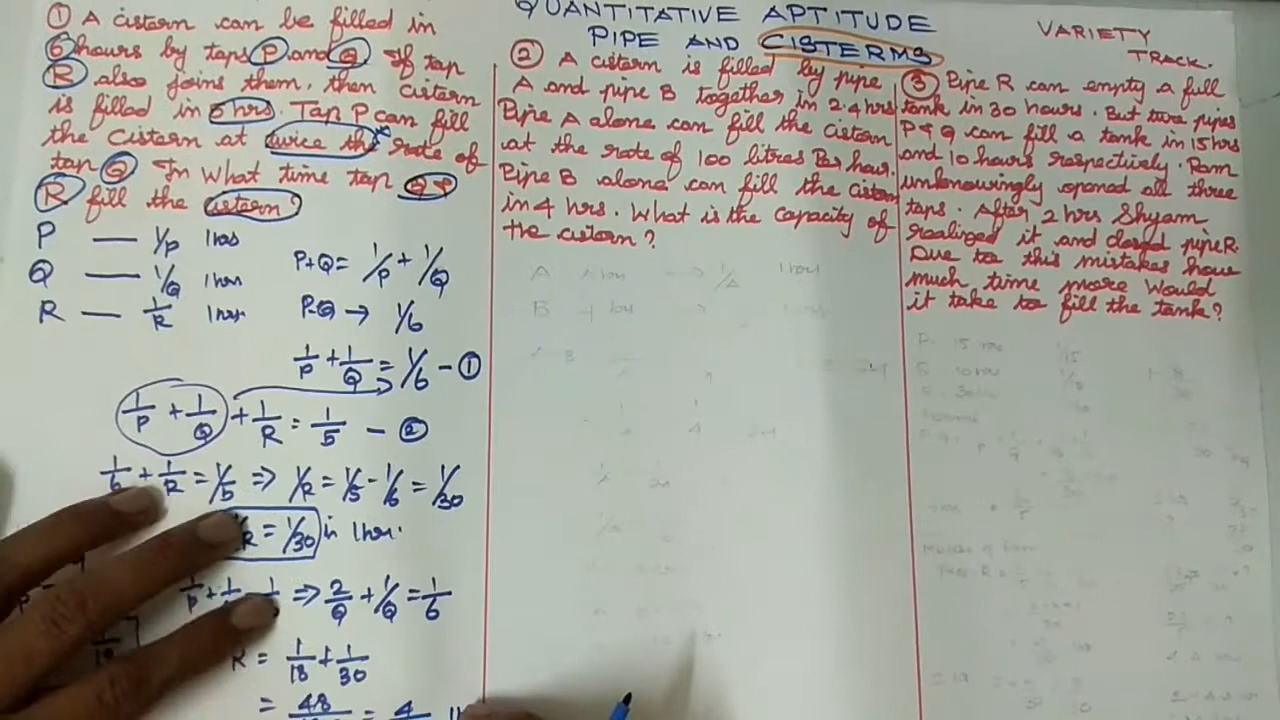 QUANTITATIVE APTITUDE
PIPE AND CISTERMS
VARIETY
TRACK.
① A cistern can be filled in
6 hours by taps P and Q If tap
R also joins them, then cistern
is filled in 5 hrs. Tap P can fill
the cistern at twice the rate of
tap Q In what time tap Q &
R fill the cistern?
P — 1/P 1 hrs
Q — 1/Q 1 hrs
R — 1/R 1 hrs
P+Q = 1/P + 1/Q
P-Q → 1/6
1/P + 1/Q = 1/6 - ①
1/P + 1/Q + 1/R = 1/5 - ②
1/6 + 1/R = 1/5 ⇒ 1/R = 1/5 - 1/6 = 1/30
= 1/30 in 1 hr.
⇒ 2/Q + 1/Q = 1/6
R = 1/18 + 1/30
② A cistern is filled by pipe
A and pipe B together in 2.4 hrs
Pipe A alone can fill the cistern
at the rate of 100 litres Per hour.
Pipe B alone can fill the cistern
in 4 hrs. What is the capacity of
the cistern?
③ Pipe R can empty a full
tank in 30 hours. But two pipes
P & Q can fill a tank in 15 hrs
and 10 hours respectively. Ram
unknowingly opened all three
taps. After 2 hrs Shyam
realized it and closed pipe R.
Due to this mistakes how
much time more would
it take to fill the tank?